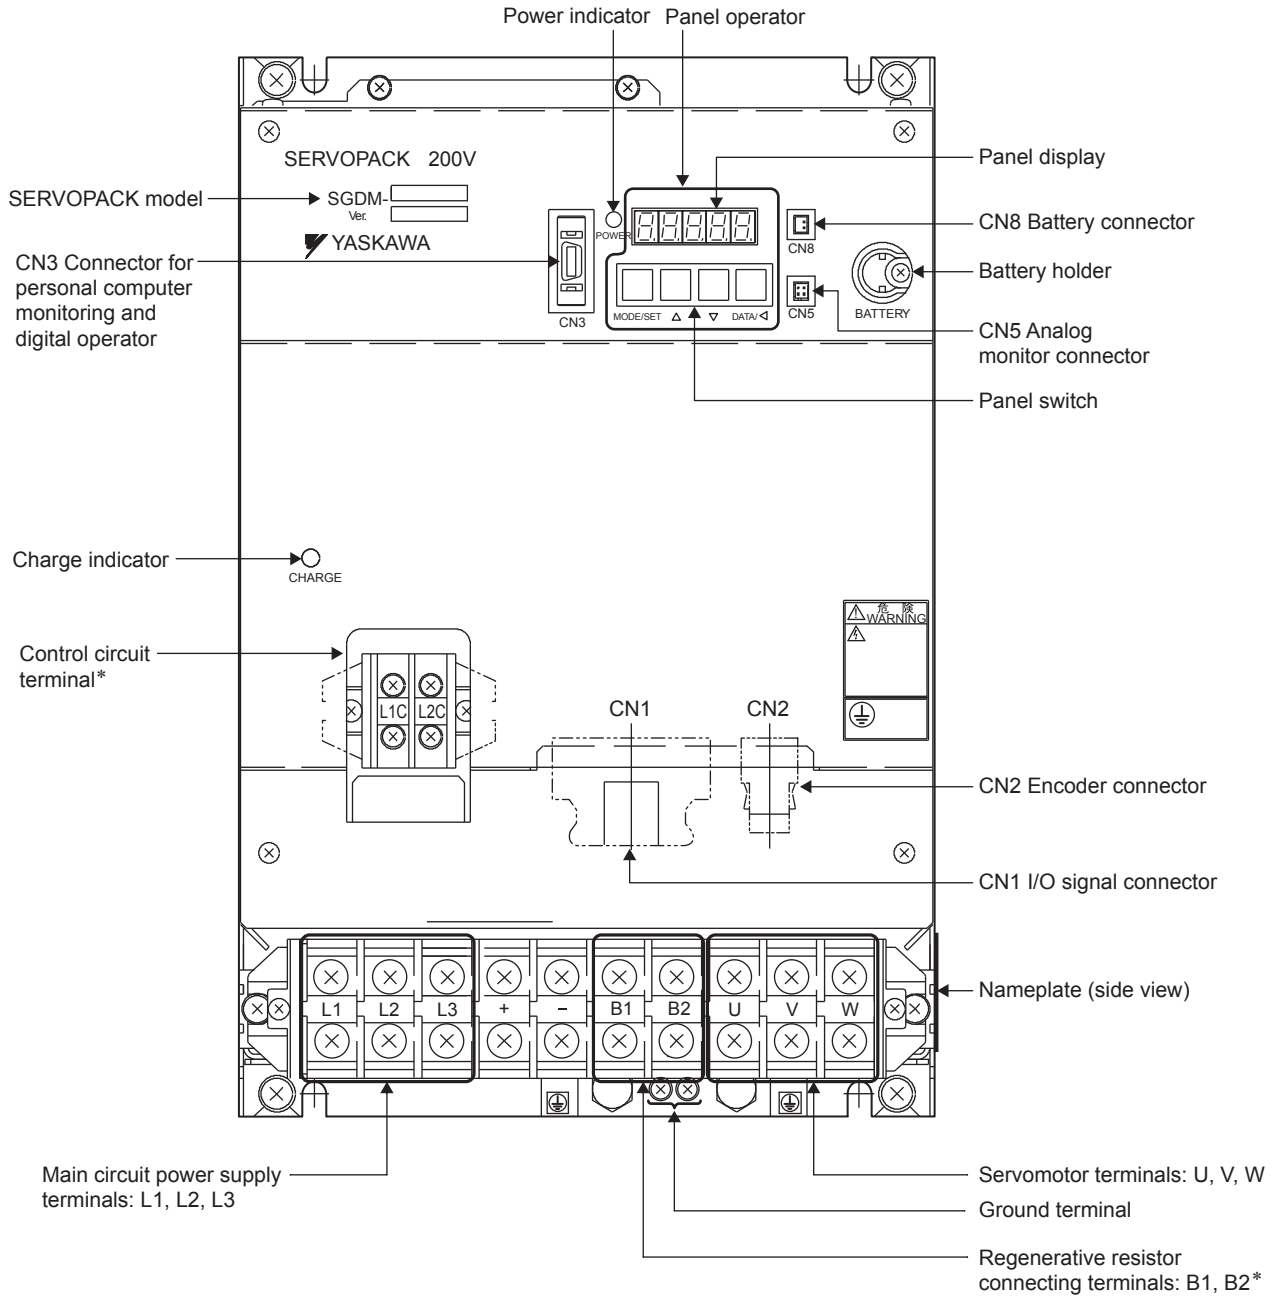 Power indicator
Panel operator
SERVOPACK 200V
Panel display
SERVOPACK model
SGDM-
Ver.
YASKAWA
POWER
CN8
CN8 Battery connector
CN3 Connector for
personal computer
monitoring and
digital operator
Battery holder
CN3
MODE/SET △ ▽ DATA/◁
CN5
BATTERY
CN5 Analog
monitor connector
Panel switch
Charge indicator
CHARGE
危 険
WARNING
Control circuit
terminal*
L1C L2C
CN1
CN2
CN2 Encoder connector
CN1 I/O signal connector
L1 L2 L3 + − B1 B2 U V W
Nameplate (side view)
Main circuit power supply
terminals: L1, L2, L3
Servomotor terminals: U, V, W
Ground terminal
Regenerative resistor
connecting terminals: B1, B2*